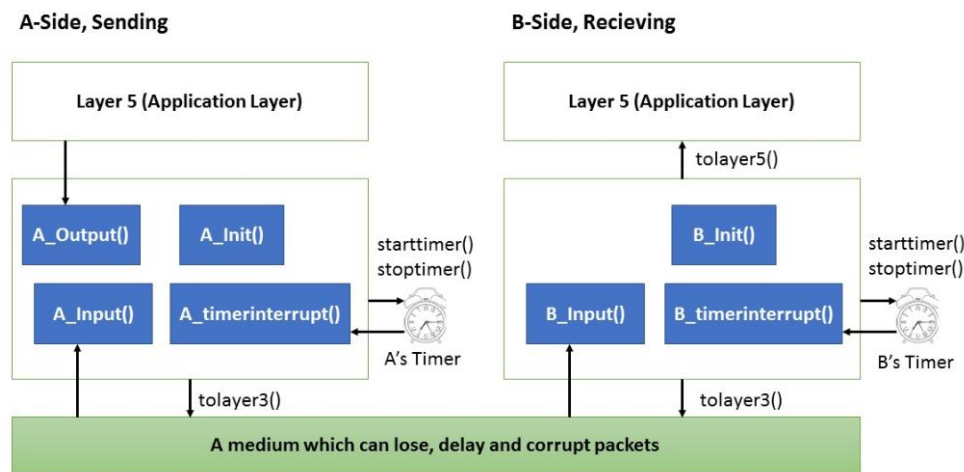 A-Side, Sending
B-Side, Recieving
Layer 5 (Application Layer)
Layer 5 (Application Layer)
tolayer5()
A_Output()
A_Init()
B_Init()
starttimer()
stoptimer()
starttimer()
stoptimer()
A_Input()
A_timerinterrupt()
B_Input()
B_timerinterrupt()
A's Timer
B's Timer
tolayer3()
tolayer3()
A medium which can lose, delay and corrupt packets